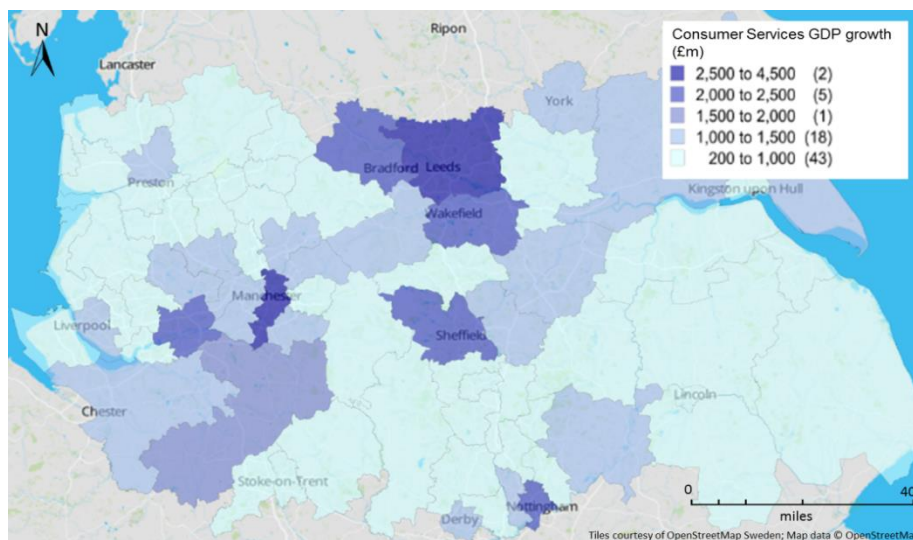 N
Ripon
Lancaster
Consumer Services GDP growth
(£m)
2,500 to 4,500 (2)
2,000 to 2,500 (5)
1,500 to 2,000 (1)
1,000 to 1,500 (18)
200 to 1,000 (43)
York
Bradford Leeds
Preston
Kingston upon Hull
Wakefield
Manchester
Liverpool
Sheffield
Lincoln
Chester
Stoke-on-Trent
Nottingham
Derby
0 40
miles
Tiles courtesy of OpenStreetMap Sweden; Map data © OpenStreetMa